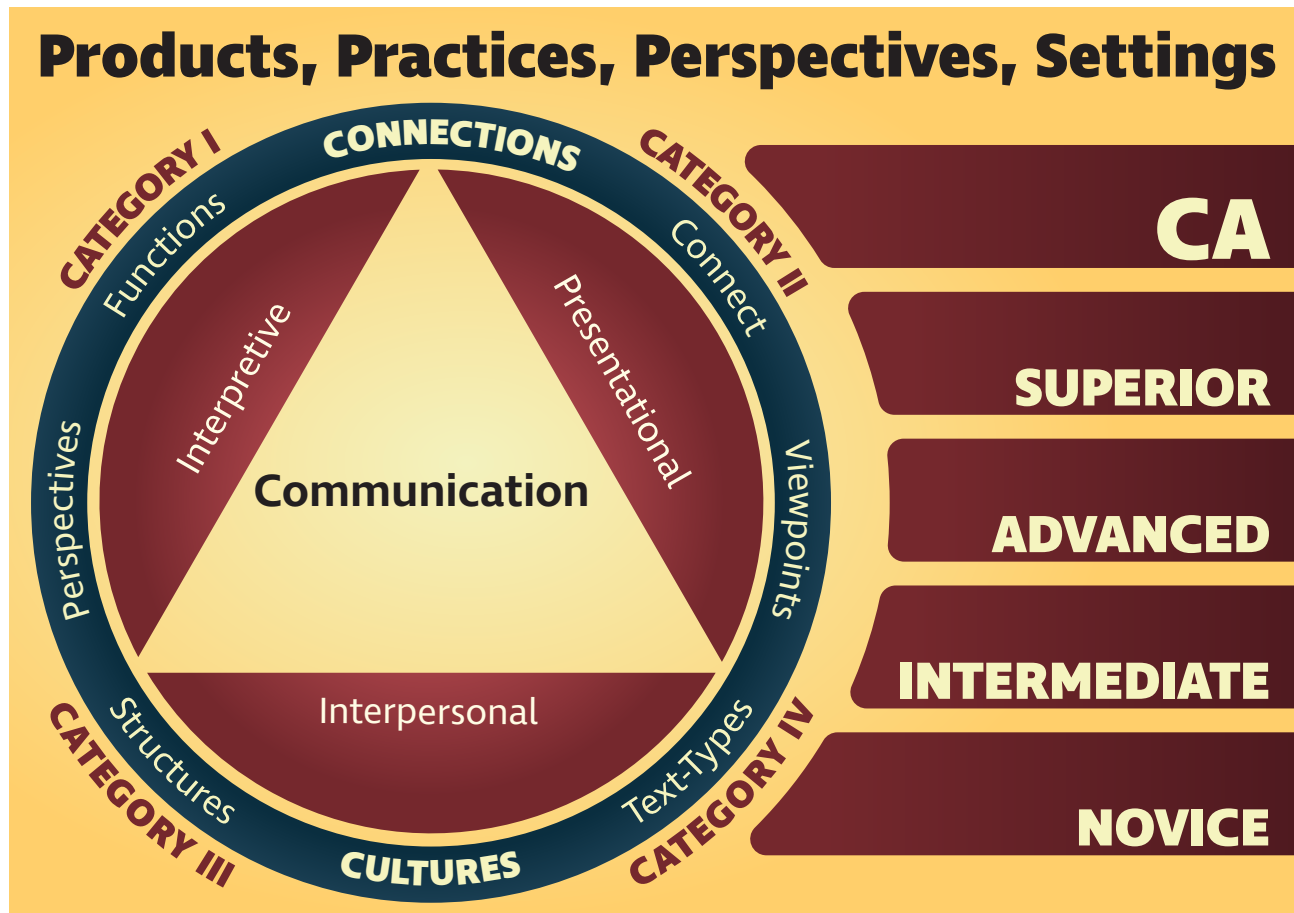 Products, Practices, Perspectives, Settings
CATEGORY I
CONNECTIONS
CATEGORY II
Functions
Connect
Interpretive
Presentational
Perspectives
Communication
Viewpoints
Interpersonal
Structures
Text-Types
CATEGORY III
CULTURES
CATEGORY IV
CA
SUPERIOR
ADVANCED
INTERMEDIATE
NOVICE